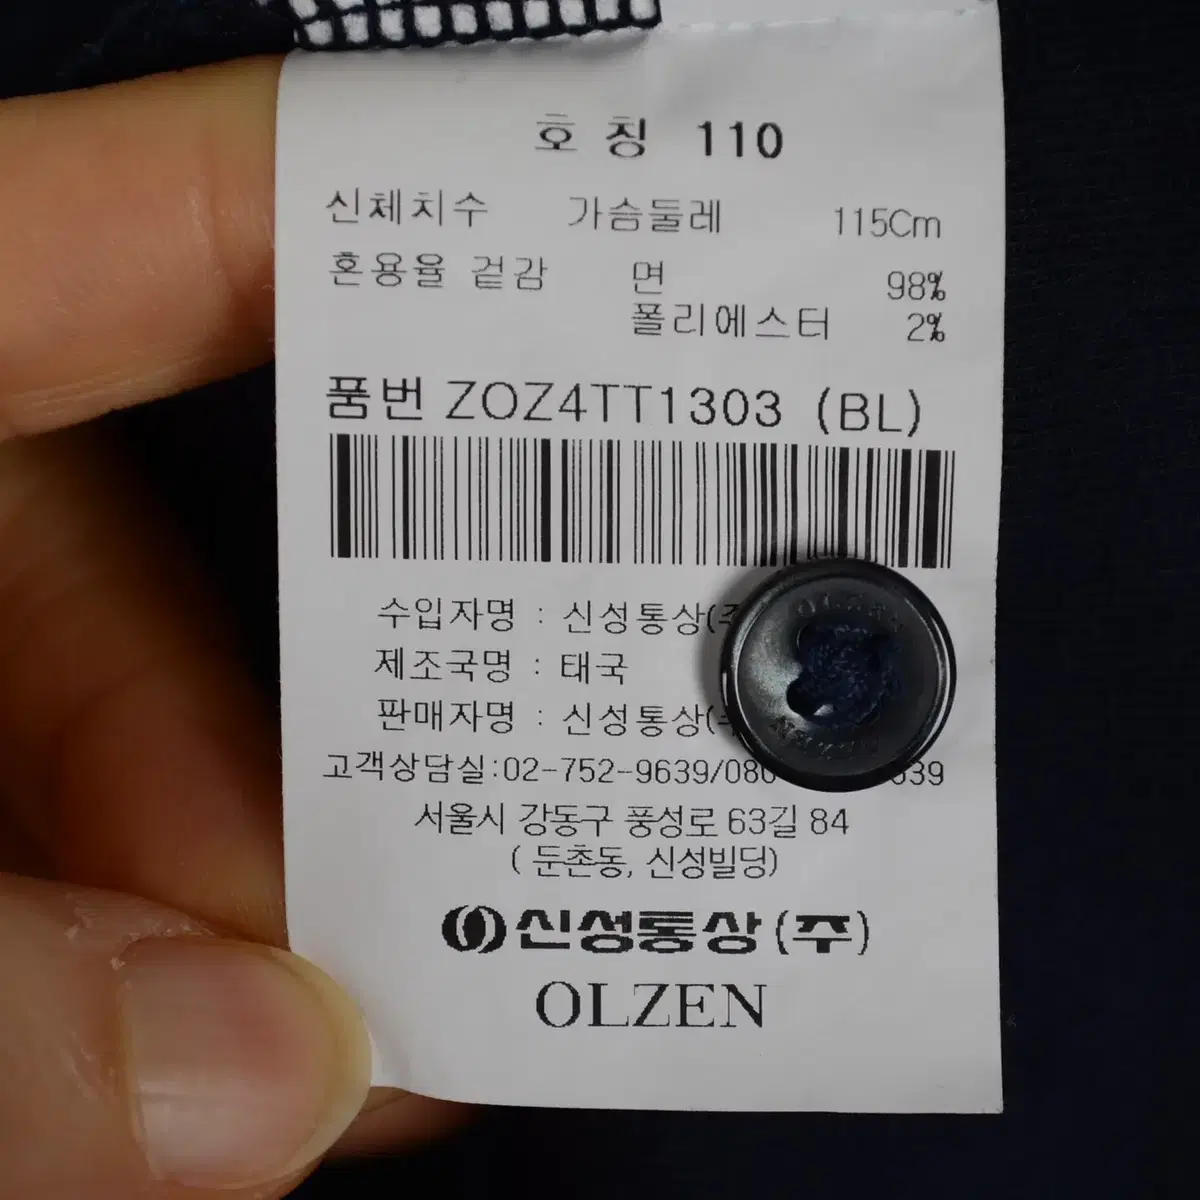 호칭 110
신체치수 가슴둘레 115Cm
혼용율 겉감 면 98%
폴리에스터 2%
품번 ZOZ4TT1303 (BL)
수입자명 : 신성통상(주
제조국명 : 태국
판매자명 : 신성통상(
고객상담실:02-752-9639/080
서울시 강동구 풍성로 63길 84
( 둔촌동, 신성빌딩)
신성통상(주)
OLZEN